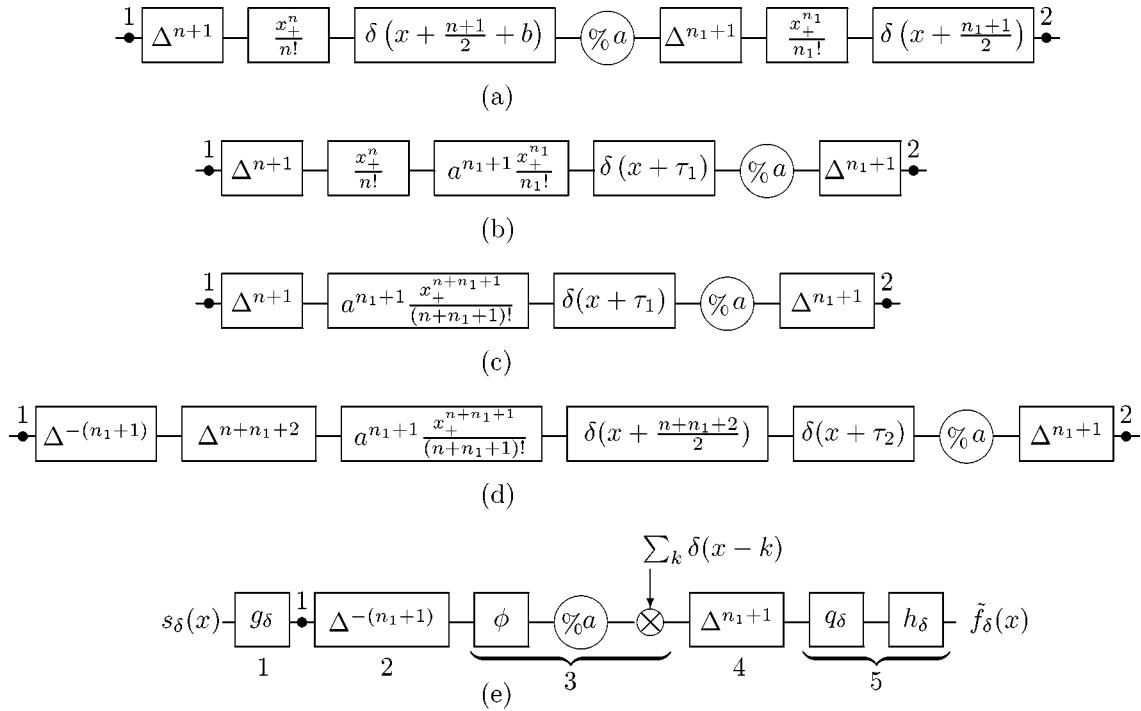 1 Δ^{n+1} x_+^n/n! δ(x + (n+1)/2 + b) %a Δ^{n_1+1} x_+^{n_1}/n_1! δ(x + (n_1+1)/2) 2
(a)
1 Δ^{n+1} x_+^n/n! a^{n_1+1} x_+^{n_1}/n_1! δ(x + τ_1) %a Δ^{n_1+1} 2
(b)
1 Δ^{n+1} a^{n_1+1} x_+^{n+n_1+1}/(n+n_1+1)! δ(x + τ_1) %a Δ^{n_1+1} 2
(c)
1 Δ^{-(n_1+1)} Δ^{n+n_1+2} a^{n_1+1} x_+^{n+n_1+1}/(n+n_1+1)! δ(x + (n+n_1+2)/2) δ(x + τ_2) %a Δ^{n_1+1} 2
(d)
∑_k δ(x − k)
s_δ(x) g_δ 1 Δ^{-(n_1+1)} φ %a ⊗ Δ^{n_1+1} q_δ h_δ f̃_δ(x)
1 2 3 4 5
(e)